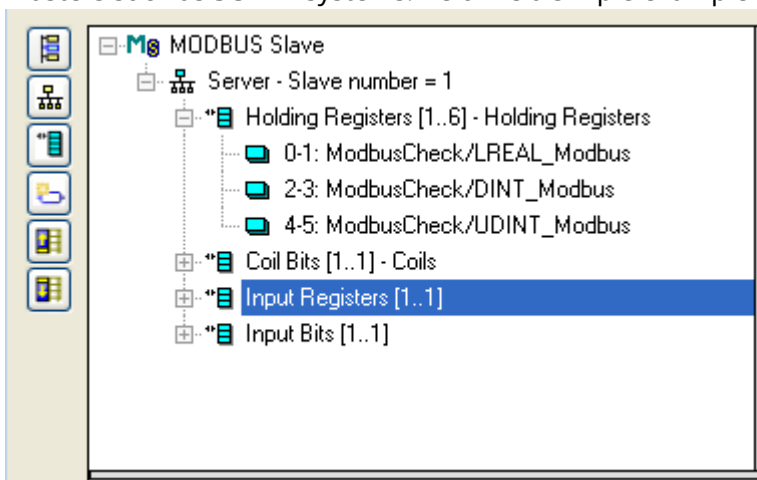 MODBUS Slave
Server - Slave number = 1
Holding Registers [1..6] - Holding Registers
0-1: ModbusCheck/LREAL_Modbus
2-3: ModbusCheck/DINT_Modbus
4-5: ModbusCheck/UDINT_Modbus
Coil Bits [1..1] - Coils
Input Registers [1..1]
Input Bits [1..1]